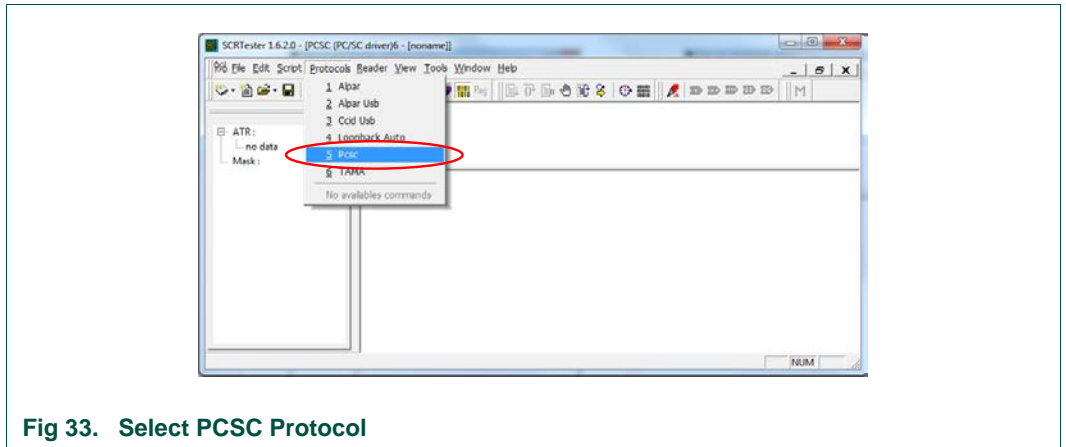 SCRTester 1.6.2.0 - [PCSC (PC/SC driver)6 - [noname]]
File Edit Script Protocols Reader View Tools Window Help
1 Alpar
2 Alpar Usb
3 Ccid Usb
4 Loopback Auto
5 Pcsc
6 TAMA
No availables commands
ATR:
no data
Mask:
M
NUM
Fig 33. Select PCSC Protocol